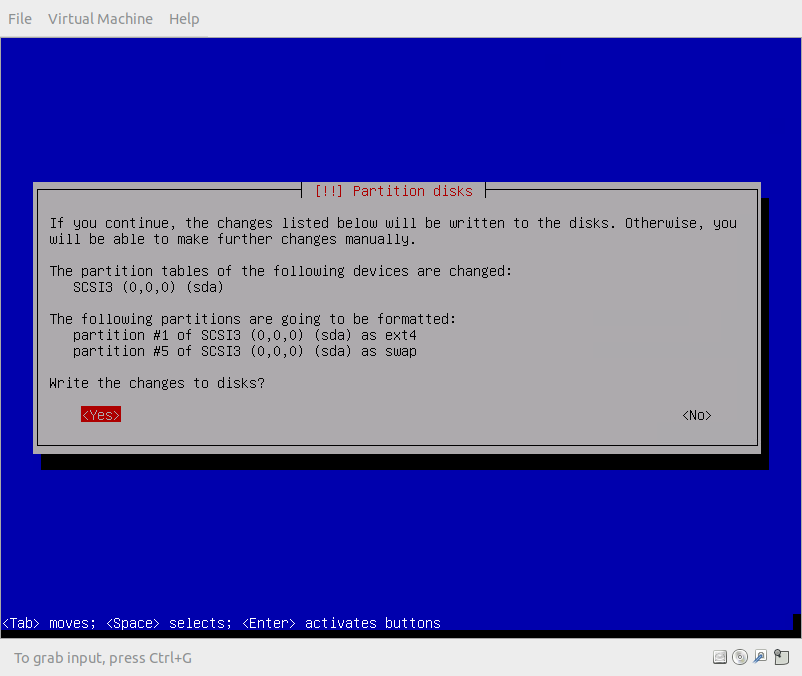 File Virtual Machine Help
[!!] Partition disks
If you continue, the changes listed below will be written to the disks. Otherwise, you
will be able to make further changes manually.
The partition tables of the following devices are changed:
SCSI3 (0,0,0) (sda)
The following partitions are going to be formatted:
partition #1 of SCSI3 (0,0,0) (sda) as ext4
partition #5 of SCSI3 (0,0,0) (sda) as swap
Write the changes to disks?
<Yes> <No>
<Tab> moves; <Space> selects; <Enter> activates buttons
To grab input, press Ctrl+G